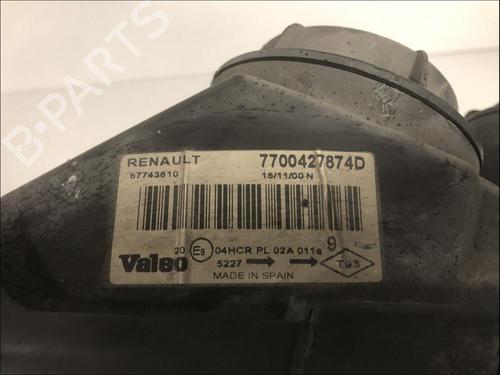 B-PARTS
RENAULT 7700427874D
67743610 16/11/00 N
20 E9 04HCR PL 02A 011e 9
Valeo 5227 T93
MADE IN SPAIN